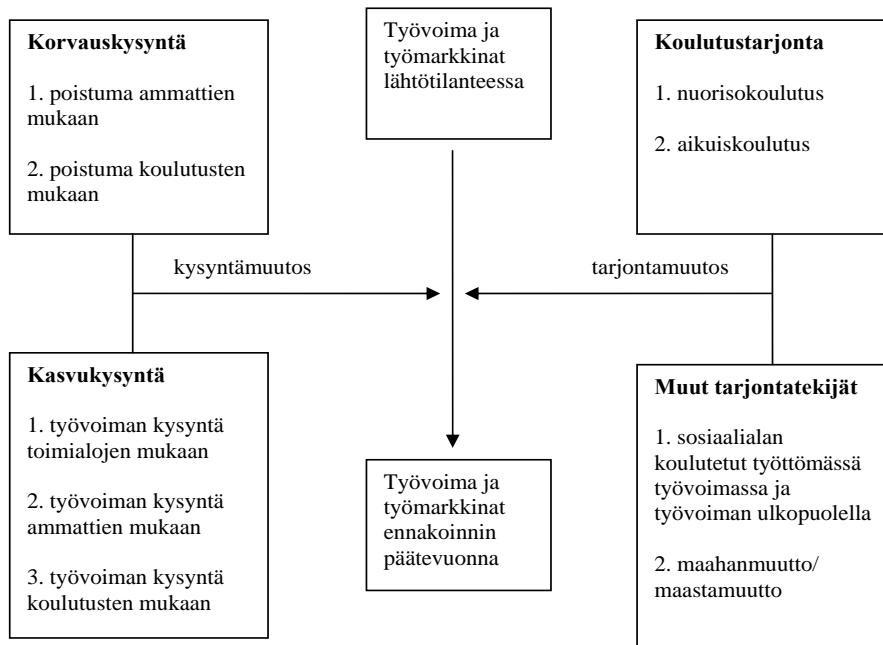 Korvauskysyntä
1. poistuma ammattien
mukaan
2. poistuma koulutusten
mukaan
Työvoima ja
työmarkkinat
lähtötilanteessa
Koulutustarjonta
1. nuorisokoulutus
2. aikuiskoulutus
kysyntämuutos
tarjontamuutos
Kasvukysyntä
1. työvoiman kysyntä
toimialojen mukaan
2. työvoiman kysyntä
ammattien mukaan
3. työvoiman kysyntä
koulutusten mukaan
Työvoima ja
työmarkkinat
ennakoinnin
päätevuonna
Muut tarjontatekijät
1. sosiaalialan
koulutetut työttömässä
työvoimassa ja
työvoiman ulkopuolella
2. maahanmuutto/
maastamuutto